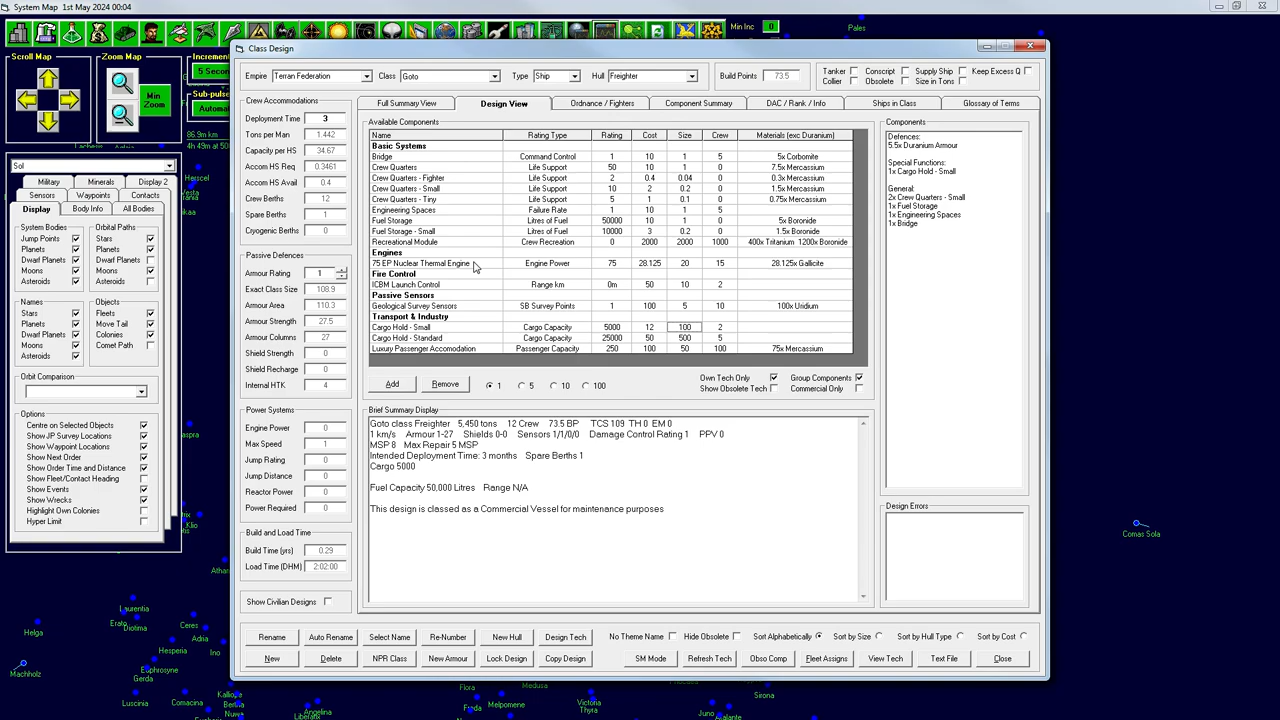 System Map   1st May 2024 00:04
Pales
Min Inc
0
Scroll Map
Zoom Map
Min
Zoom
Increment
5 Second
Sub-pulse
Automat
86.9m km
4h 49m at 50
Herscel
Sol
Military
Minerals
Display 2
Sensors
Waypoints
Contacts
Display
Body Info
All Bodies
System Bodies
Orbital Paths
Jump Points
Stars
Planets
Planets
Dwarf Planets
Dwarf Planets
Moons
Moons
Asteroids
Asteroids
Names
Objects
Stars
Fleets
Planets
Move Tail
Dwarf Planets
Colonies
Moons
Comet Path
Asteroids
Orbit Comparison
Options
Centre on Selected Objects
Show JP Survey Locations
Show Waypoint Locations
Show Next Order
Show Order Time and Distance
Show Fleet/Contact Heading
Show Events
Show Wrecks
Highlight Own Colonies
Hyper Limit
Class Design
Empire
Terran Federation
Class
Goto
Type
Ship
Hull
Freighter
Build Points
73.5
Tanker
Conscript
Supply Ship
Keep Excess Q
Collier
Obsolete
Size in Tons
Crew Accommodations
Deployment Time 3
Tons per Man 1.442
Capacity per HS 34.67
Accom HS Req 0.3461
Accom HS Avail 0.4
Crew Berths 12
Spare Berths 1
Cryogenic Berths 0
Passive Defences
Armour Rating 1
Exact Class Size 108.9
Armour Area 110.3
Armour Strength 27.5
Armour Columns 27
Shield Strength 0
Shield Recharge 0
Internal HTK 4
Power Systems
Engine Power 0
Max Speed 1
Jump Rating 0
Jump Distance 0
Reactor Power 0
Power Required 0
Build and Load Time
Build Time (yrs) 0.29
Load Time (DHM) 2:02:00
Show Civilian Designs
Full Summary View
Design View
Ordnance / Fighters
Component Summary
DAC / Rank / Info
Ships in Class
Glossary of Terms
Available Components
Name Rating Type Rating Cost Size Crew Materials (exc Duranium)
Basic Systems
Bridge Command Control 1 10 1 5 5x Corbomite
Crew Quarters Life Support 50 10 1 0 7.5x Mercassium
Crew Quarters - Fighter Life Support 2 0.4 0.04 0 0.3x Mercassium
Crew Quarters - Small Life Support 10 2 0.2 0 1.5x Mercassium
Crew Quarters - Tiny Life Support 5 1 0.1 0 0.75x Mercassium
Engineering Spaces Failure Rate 1 10 1 5
Fuel Storage Litres of Fuel 50000 10 1 0 5x Boronide
Fuel Storage - Small Litres of Fuel 10000 3 0.2 0 1.5x Boronide
Recreational Module Crew Recreation 0 2000 2000 1000 400x Tritanium 1200x Boronide
Engines
75 EP Nuclear Thermal Engine Engine Power 75 28.125 20 15 28.125x Gallicite
Fire Control
ICBM Launch Control Range km 0m 50 10 2
Passive Sensors
Geological Survey Sensors SB Survey Points 1 100 5 10 100x Uridium
Transport & Industry
Cargo Hold - Small Cargo Capacity 5000 12 100 2
Cargo Hold - Standard Cargo Capacity 25000 50 500 5
Luxury Passenger Accomodation Passenger Capacity 250 100 50 100 75x Mercassium
Add
Remove
1
5
10
100
Own Tech Only
Group Components
Show Obsolete Tech
Commercial Only
Brief Summary Display
Goto class Freighter 5,450 tons 12 Crew 73.5 BP TCS 109 TH 0 EM 0
1 km/s Armour 1-27 Shields 0-0 Sensors 1/1/0/0 Damage Control Rating 1 PPV 0
MSP 8 Max Repair 5 MSP
Intended Deployment Time: 3 months Spare Berths 1
Cargo 5000
Fuel Capacity 50,000 Litres Range N/A
This design is classed as a Commercial Vessel for maintenance purposes
Components
Defences:
5.5x Duranium Armour
Special Functions:
1x Cargo Hold - Small
General:
2x Crew Quarters - Small
1x Fuel Storage
1x Engineering Spaces
1x Bridge
Design Errors
Rename
Auto Rename
Select Name
Re-Number
New Hull
Design Tech
No Theme Name
Hide Obsolete
Sort Alphabetically
Sort by Size
Sort by Hull Type
Sort by Cost
New
Delete
NPR Class
New Armour
Lock Design
Copy Design
SM Mode
Refresh Tech
Obso Comp
Fleet Assigns
View Tech
Text File
Close
Comas Sola
Laurentia
Erato
Diotima
Ceres
Helga
Adria
Hesperia
Ino
Machholz
Euphrosyne
Gerda
Leuscinia
Comacina
Angelina
Flora
Medusa
Melpomene
Victoria
Thyra
Sirona
Juno
Atalante
Klio